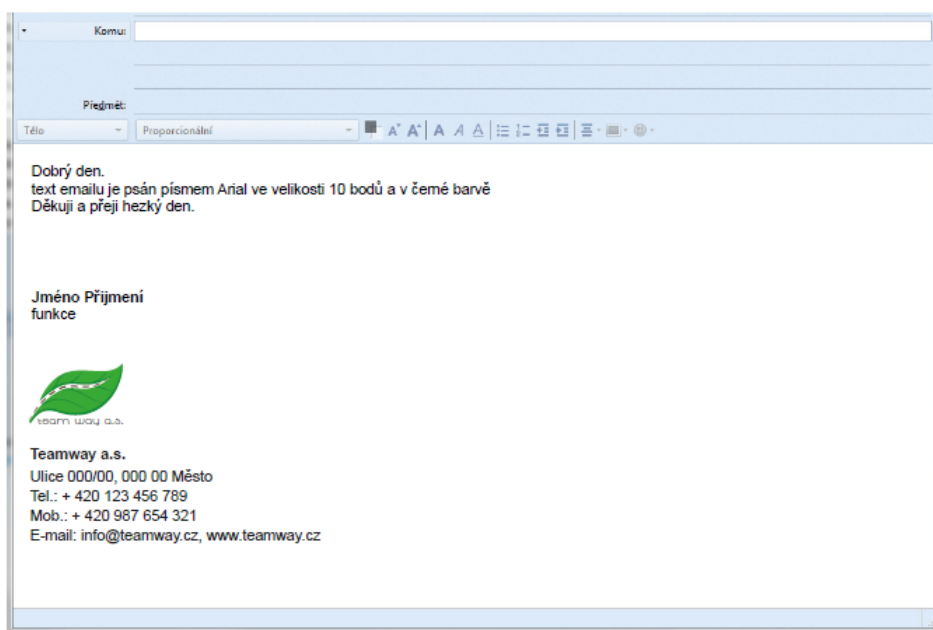 Komu:
Předmět:
Tělo
Proporcionální
Dobrý den.
text emailu je psán písmem Arial ve velikosti 10 bodů a v černé barvě
Děkuji a přeji hezký den.
Jméno Přijmení
funkce
team way a.s.
Teamway a.s.
Ulice 000/00, 000 00 Město
Tel.: + 420 123 456 789
Mob.: + 420 987 654 321
E-mail: info@teamway.cz, www.teamway.cz